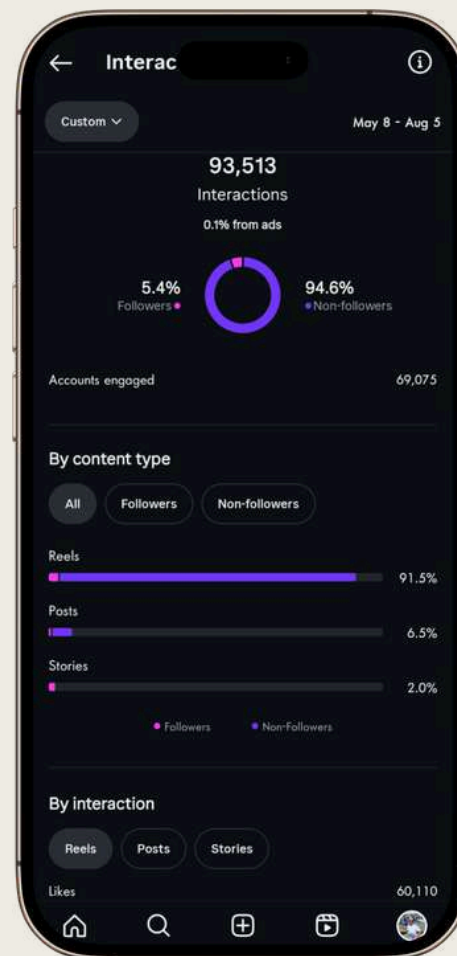 Interac
Custom
May 8 - Aug 5
93,513
Interactions
0.1% from ads
5.4%
Followers
94.6%
Non-followers
Accounts engaged
69,075
By content type
All
Followers
Non-followers
Reels
91.5%
Posts
6.5%
Stories
2.0%
Followers
Non-Followers
By interaction
Reels
Posts
Stories
Likes
60,110